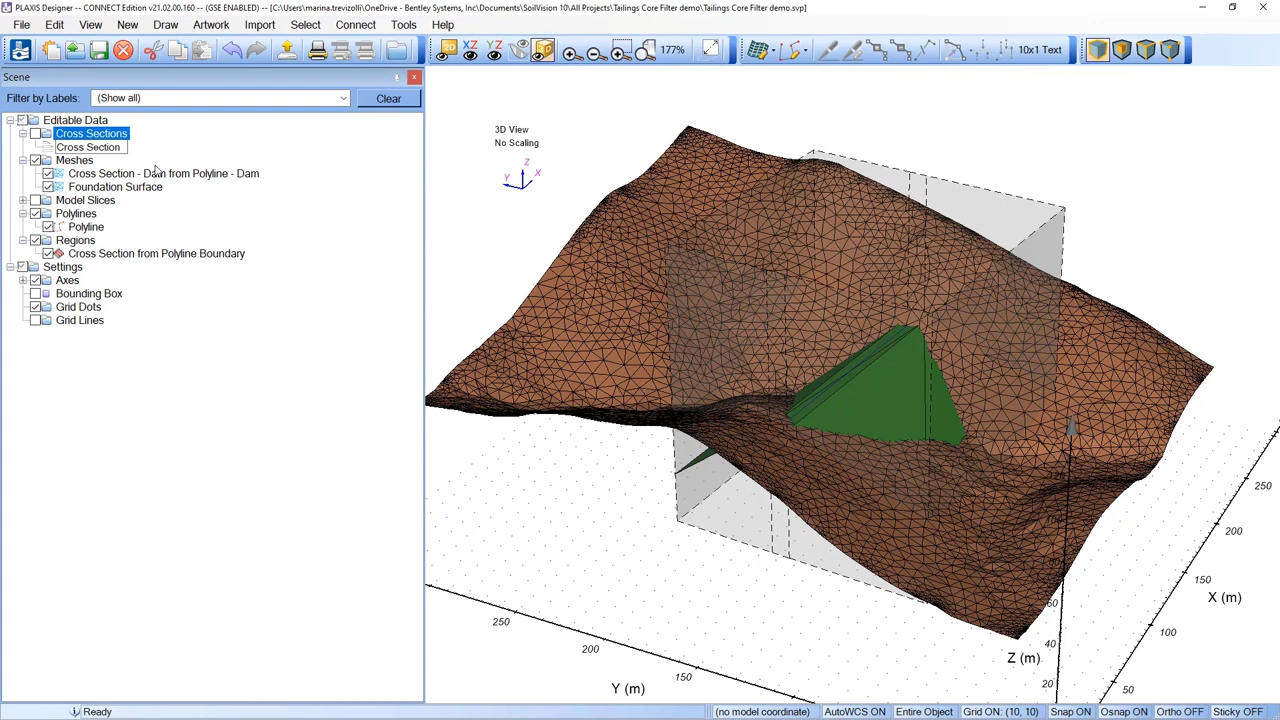 PLAXIS Designer -- CONNECT Edition v21.02.00.160 -- (GSE ENABLED) -- [C:\Users\marina.trevizolli\OneDrive - Bentley Systems, Inc\Documents\SoilVision 10\All Projects\Tailings Core Filter demo\Tailings Core Filter demo.svp]
File Edit View New Draw Artwork Import Select Connect Tools Help
2D XZ YZ 3D 177% 10x1 Text
Scene
Filter by Labels: (Show all) Clear
Editable Data
Cross Sections
Cross Section
Meshes
Cross Section - Dam from Polyline - Dam
Foundation Surface
Model Slices
Polylines
Polyline
Regions
Cross Section from Polyline Boundary
Settings
Axes
Bounding Box
Grid Dots
Grid Lines
3D View
No Scaling
Z
Y X
250
200
150
X (m)
100
50
60
40
20
Z (m)
250
200
150
Y (m)
Ready (no model coordinate) AutoWCS ON Entire Object Grid ON: (10, 10) Snap ON Osnap ON Ortho OFF Sticky OFF